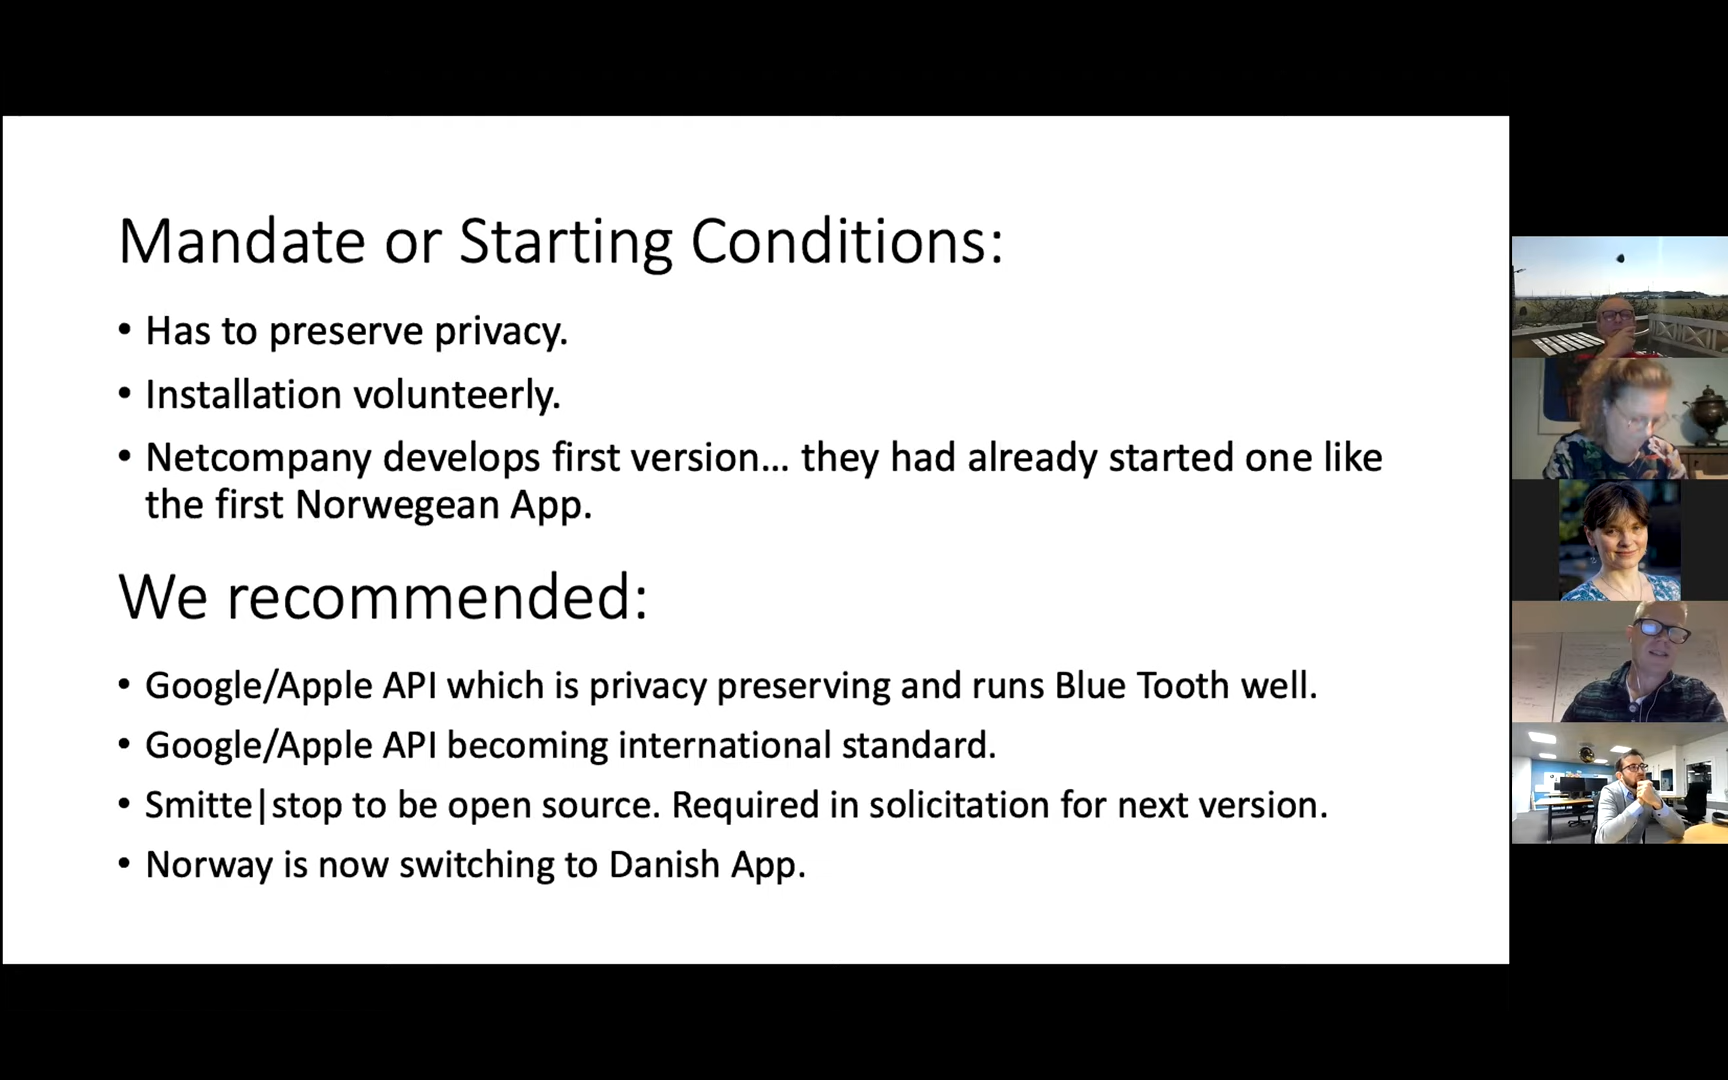 Mandate or Starting Conditions:
• Has to preserve privacy.
• Installation volunteerly.
• Netcompany develops first version... they had already started one like
the first Norwegean App.
We recommended:
• Google/Apple API which is privacy preserving and runs Blue Tooth well.
• Google/Apple API becoming international standard.
• Smitte|stop to be open source. Required in solicitation for next version.
• Norway is now switching to Danish App.